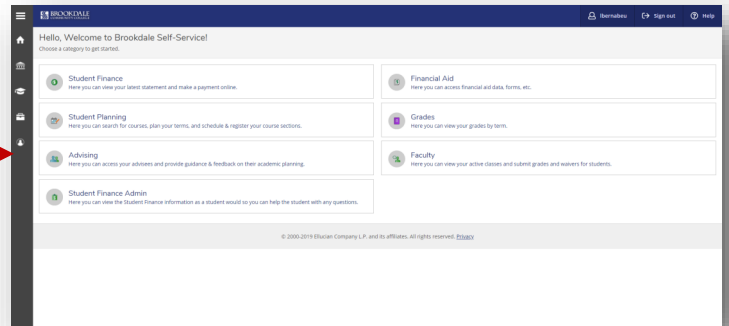 BROOKDALE
COMMUNITY COLLEGE
lbernabeu
Sign out
Help
Hello, Welcome to Brookdale Self-Service!
Choose a category to get started.
Student Finance
Here you can view your latest statement and make a payment online.
Financial Aid
Here you can access financial aid data, forms, etc.
Student Planning
Here you can search for courses, plan your terms, and schedule & register your course sections.
Grades
Here you can view your grades by term.
Advising
Here you can access your advisees and provide guidance & feedback on their academic planning.
Faculty
Here you can view your active classes and submit grades and waivers for students.
Student Finance Admin
Here you can view the Student Finance information as a student would so you can help the student with any questions.
© 2000-2019 Ellucian Company L.P. and its affiliates. All rights reserved. Privacy